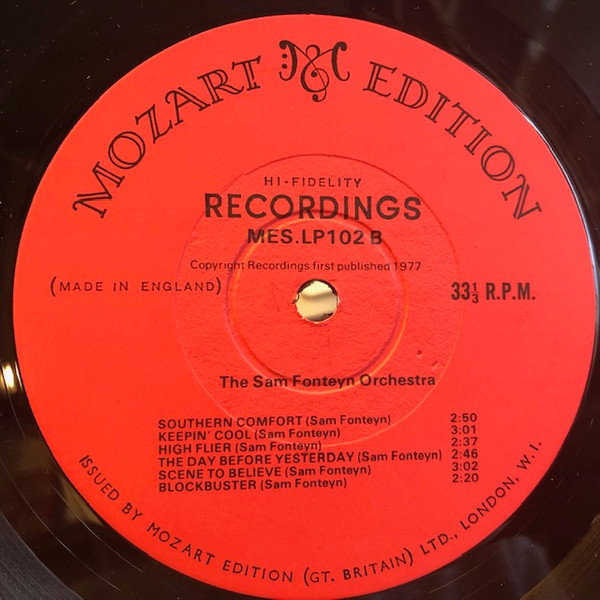 MOZART EDITION
HI-FIDELITY
RECORDINGS
MES.LP102 B
Copyright Recordings first published 1977
(MADE IN ENGLAND)
33⅓ R.P.M.
The Sam Fonteyn Orchestra
SOUTHERN COMFORT (Sam Fonteyn) 2:50
KEEPIN' COOL (Sam Fonteyn) 3:01
HIGH FLIER (Sam Fonteyn) 2:37
THE DAY BEFORE YESTERDAY (Sam Fonteyn) 2:46
SCENE TO BELIEVE (Sam Fonteyn) 3:02
BLOCKBUSTER (Sam Fonteyn) 2:20
ISSUED BY MOZART EDITION (GT. BRITAIN) LTD., LONDON, W.I.